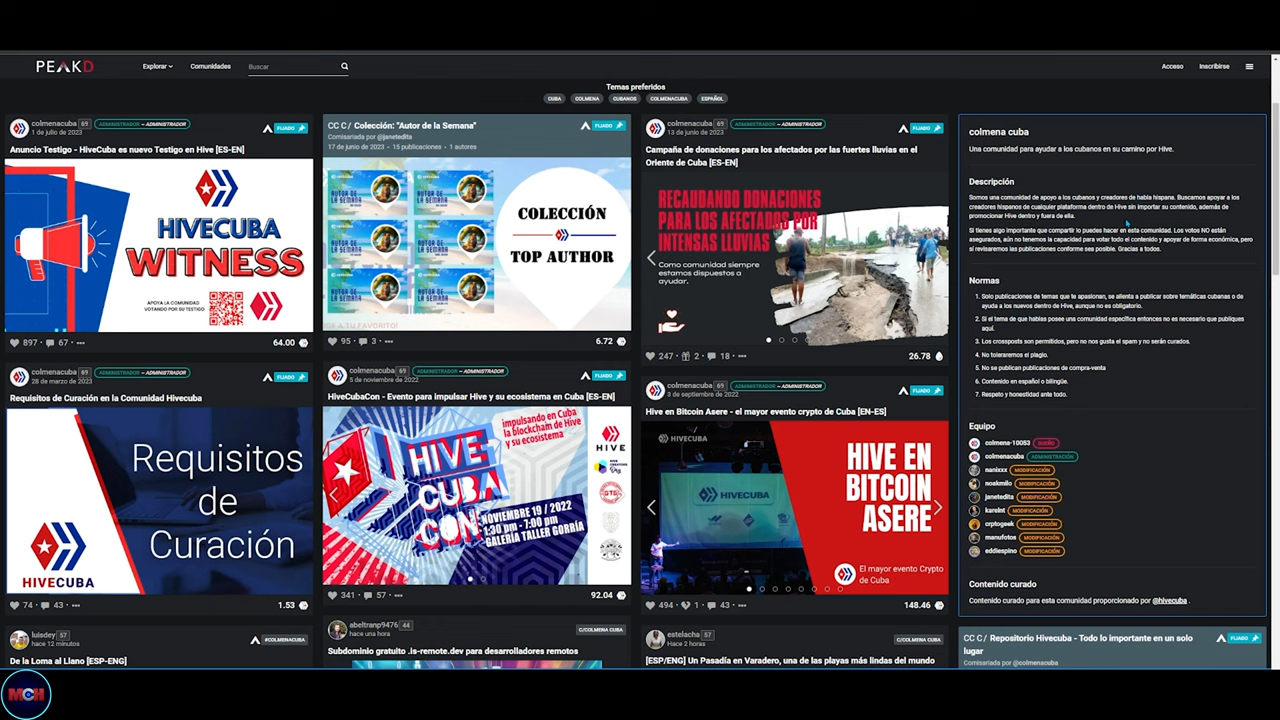 PEAKD
Explorar
Comunidades
Buscar
Acceso
Inscribirse
Temas preferidos
CUBA
COLMENA
CUBANOS
COLMENACUBA
ESPAÑOL
colmenacuba 69 ADMINISTRADOR - ADMINISTRADOR
1 de julio de 2023
FIJADO
Anuncio Testigo - HiveCuba es nuevo Testigo en Hive [ES-EN]
HIVECUBA
WITNESS
APOYA LA COMUNIDAD
VOTANDO POR SU TESTIGO
897 67 ••• 64.00
colmenacuba 69 ADMINISTRADOR - ADMINISTRADOR
28 de marzo de 2023
FIJADO
Requisitos de Curación en la Comunidad Hivecuba
Requisitos
de
Curación
HIVECUBA
74 43 ••• 1.53
luisdey 57
hace 12 minutos
#COLMENACUBA
De la Loma al Llano [ESP-ENG]
CC C/ Colección: "Autor de la Semana"
Comisariada por @janetedita
17 de junio de 2023 • 15 publicaciones • 1 autores
FIJADO
AUTOR DE
LA SEMANA
COLECCIÓN
TOP AUTHOR
A A TU FAVORITO!
95 3 ••• 6.72
colmenacuba 69 ADMINISTRADOR - ADMINISTRADOR
5 de noviembre de 2022
FIJADO
HiveCubaCon - Evento para impulsar Hive y su ecosistema en Cuba [ES-EN]
impulsando en Cuba
la blockchain de Hive
y su ecosistema
HIVE
CUBA
CON
NOVIEMBRE 19 / 2022
1:30 pm - 7:00 pm
GALERIA TALLER GORRÍA
HIVE
341 57 ••• 92.04
abeltranp9476 44
hace una hora
C/COLMENA CUBA
Subdominio gratuito .is-remote.dev para desarrolladores remotos
colmenacuba 69 ADMINISTRADOR - ADMINISTRADOR
13 de junio de 2023
FIJADO
Campaña de donaciones para los afectados por las fuertes lluvias en el
Oriente de Cuba [ES-EN]
RECAUDANDO DONACIONES
PARA LOS AFECTADOS POR
INTENSAS LLUVIAS
Como comunidad siempre
estamos dispuestos a
ayudar.
247 2 18 ••• 26.78
colmenacuba 69 ADMINISTRADOR - ADMINISTRADOR
3 de septiembre de 2022
FIJADO
Hive en Bitcoin Asere - el mayor evento crypto de Cuba [EN-ES]
HIVECUBA
HIVECUBA
HIVE EN
BITCOIN
ASERE
El mayor evento Crypto
de Cuba
494 1 43 ••• 148.46
estelacha 57
Hace 2 horas
C/COLMENA CUBA
[ESP/ENG] Un Pasadía en Varadero, una de las playas más lindas del mundo
colmena cuba
Una comunidad para ayudar a los cubanos en su camino por Hive.
Descripción
Somos una comunidad de apoyo a los cubanos y creadores de habla hispana. Buscamos apoyar a los
creadores hispanos de cualquier plataforma dentro de Hive sin importar su contenido, además de
promocionar Hive dentro y fuera de ella.
Si tienes algo importante que compartir lo puedes hacer en esta comunidad. Los votos NO están
asegurados, aún no tenemos la capacidad para votar todo el contenido y apoyar de forma económica, pero
si revisaremos las publicaciones conforme sea posible. Gracias a todos.
Normas
1. Solo publicaciones de temas que te apasionan, se alienta a publicar sobre temáticas cubanas o de
ayuda a los nuevos dentro de Hive, aunque no es obligatorio.
2. Si el tema de que hablas posee una comunidad específica entonces no es necesario que publiques
aquí.
3. Los crossposts son permitidos, pero no nos gusta el spam y no serán curados.
4. No toleraremos el plagio.
5. No se publican publicaciones de compra-venta
6. Contenido en español o bilingüe.
7. Respeto y honestidad ante todo.
Equipo
colmena-10053 DUEÑO
colmenacuba ADMINISTRACIÓN
nanixxx MODIFICACIÓN
noakmilo MODIFICACIÓN
janetedita MODIFICACIÓN
karelnt MODIFICACIÓN
crptogeek MODIFICACIÓN
manufotos MODIFICACIÓN
eddiespino MODIFICACIÓN
Contenido curado
Contenido curado para esta comunidad proporcionado por @hivecuba .
CC C/ Repositorio Hivecuba - Todo lo importante en un solo
lugar
Comisariada por @colmenacuba
FIJADO
MCH